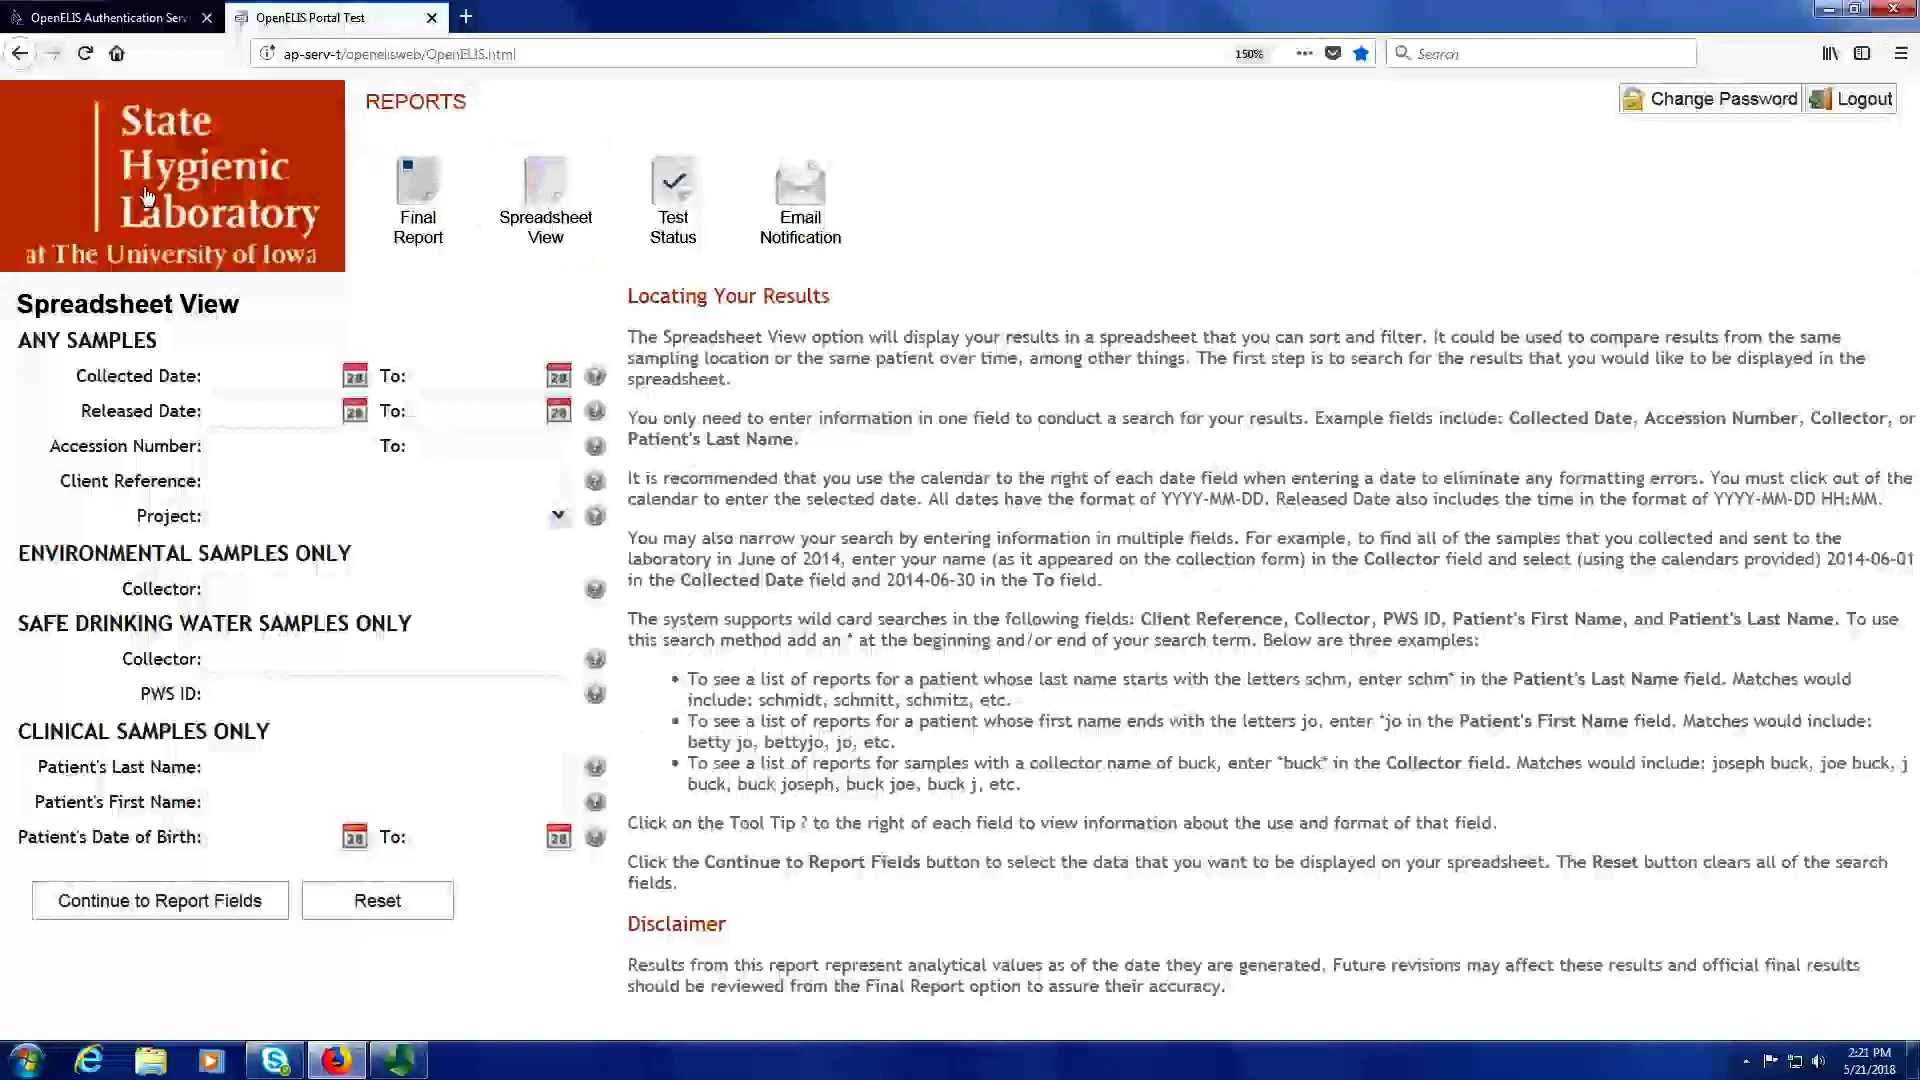 OpenELIS Authentication Serv
OpenELIS Portal Test
ap-serv-t/openelisweb/OpenELIS.html
150%
Search
State
Hygienic
Laboratory
at The University of Iowa
REPORTS
Change Password
Logout
Final
Report
Spreadsheet
View
Test
Status
Email
Notification
Spreadsheet View
ANY SAMPLES
Collected Date:
To:
Released Date:
To:
Accession Number:
To:
Client Reference:
Project:
ENVIRONMENTAL SAMPLES ONLY
Collector:
SAFE DRINKING WATER SAMPLES ONLY
Collector:
PWS ID:
CLINICAL SAMPLES ONLY
Patient's Last Name:
Patient's First Name:
Patient's Date of Birth:
To:
Continue to Report Fields
Reset
Locating Your Results
The Spreadsheet View option will display your results in a spreadsheet that you can sort and filter. It could be used to compare results from the same
sampling location or the same patient over time, among other things. The first step is to search for the results that you would like to be displayed in the
spreadsheet.
You only need to enter information in one field to conduct a search for your results. Example fields include: Collected Date, Accession Number, Collector, or
Patient's Last Name.
It is recommended that you use the calendar to the right of each date field when entering a date to eliminate any formatting errors. You must click out of the
calendar to enter the selected date. All dates have the format of YYYY-MM-DD. Released Date also includes the time in the format of YYYY-MM-DD HH:MM.
You may also narrow your search by entering information in multiple fields. For example, to find all of the samples that you collected and sent to the
laboratory in June of 2014, enter your name (as it appeared on the collection form) in the Collector field and select (using the calendars provided) 2014-06-01
in the Collected Date field and 2014-06-30 in the To field.
The system supports wild card searches in the following fields: Client Reference, Collector, PWS ID, Patient's First Name, and Patient's Last Name. To use
this search method add an * at the beginning and/or end of your search term. Below are three examples:
• To see a list of reports for a patient whose last name starts with the letters schm, enter schm* in the Patient's Last Name field. Matches would
include: schmidt, schmitt, schmitz, etc.
• To see a list of reports for a patient whose first name ends with the letters jo, enter *jo in the Patient's First Name field. Matches would include:
betty jo, bettyjo, jo, etc.
• To see a list of reports for samples with a collector name of buck, enter *buck* in the Collector field. Matches would include: joseph buck, joe buck, j
buck, buck joseph, buck joe, buck j, etc.
Click on the Tool Tip ? to the right of each field to view information about the use and format of that field.
Click the Continue to Report Fields button to select the data that you want to be displayed on your spreadsheet. The Reset button clears all of the search
fields.
Disclaimer
Results from this report represent analytical values as of the date they are generated. Future revisions may affect these results and official final results
should be reviewed from the Final Report option to assure their accuracy.
2:21 PM
5/21/2018